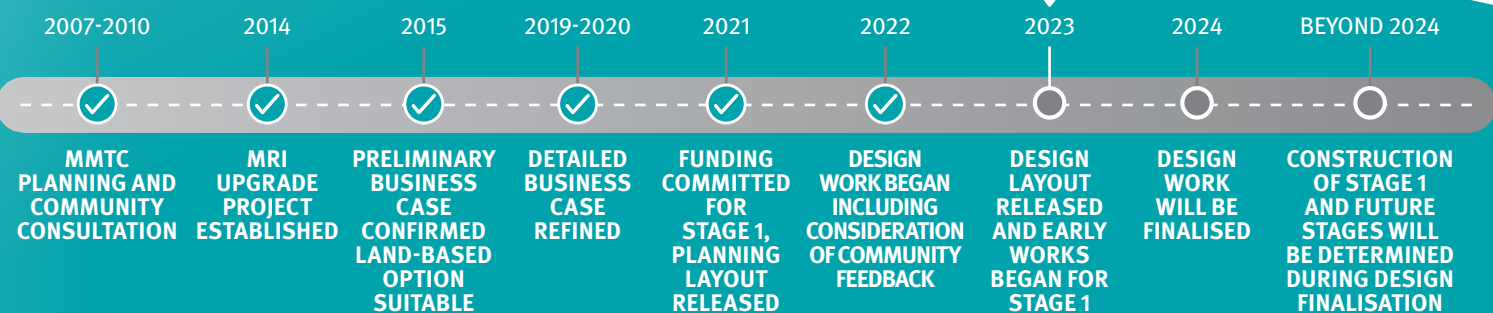 2007-2010
MMTC
PLANNING AND
COMMUNITY
CONSULTATION
2014
MRI
UPGRADE
PROJECT
ESTABLISHED
2015
PRELIMINARY
BUSINESS
CASE
CONFIRMED
LAND-BASED
OPTION
SUITABLE
2019-2020
DETAILED
BUSINESS
CASE
REFINED
2021
FUNDING
COMMITTED
FOR
STAGE 1,
PLANNING
LAYOUT
RELEASED
2022
DESIGN
WORK BEGAN
INCLUDING
CONSIDERATION
OF COMMUNITY
FEEDBACK
2023
DESIGN
LAYOUT
RELEASED
AND EARLY
WORKS
BEGAN FOR
STAGE 1
2024
DESIGN
WORK
WILL BE
FINALISED
BEYOND 2024
CONSTRUCTION
OF STAGE 1
AND FUTURE
STAGES WILL
BE DETERMINED
DURING DESIGN
FINALISATION